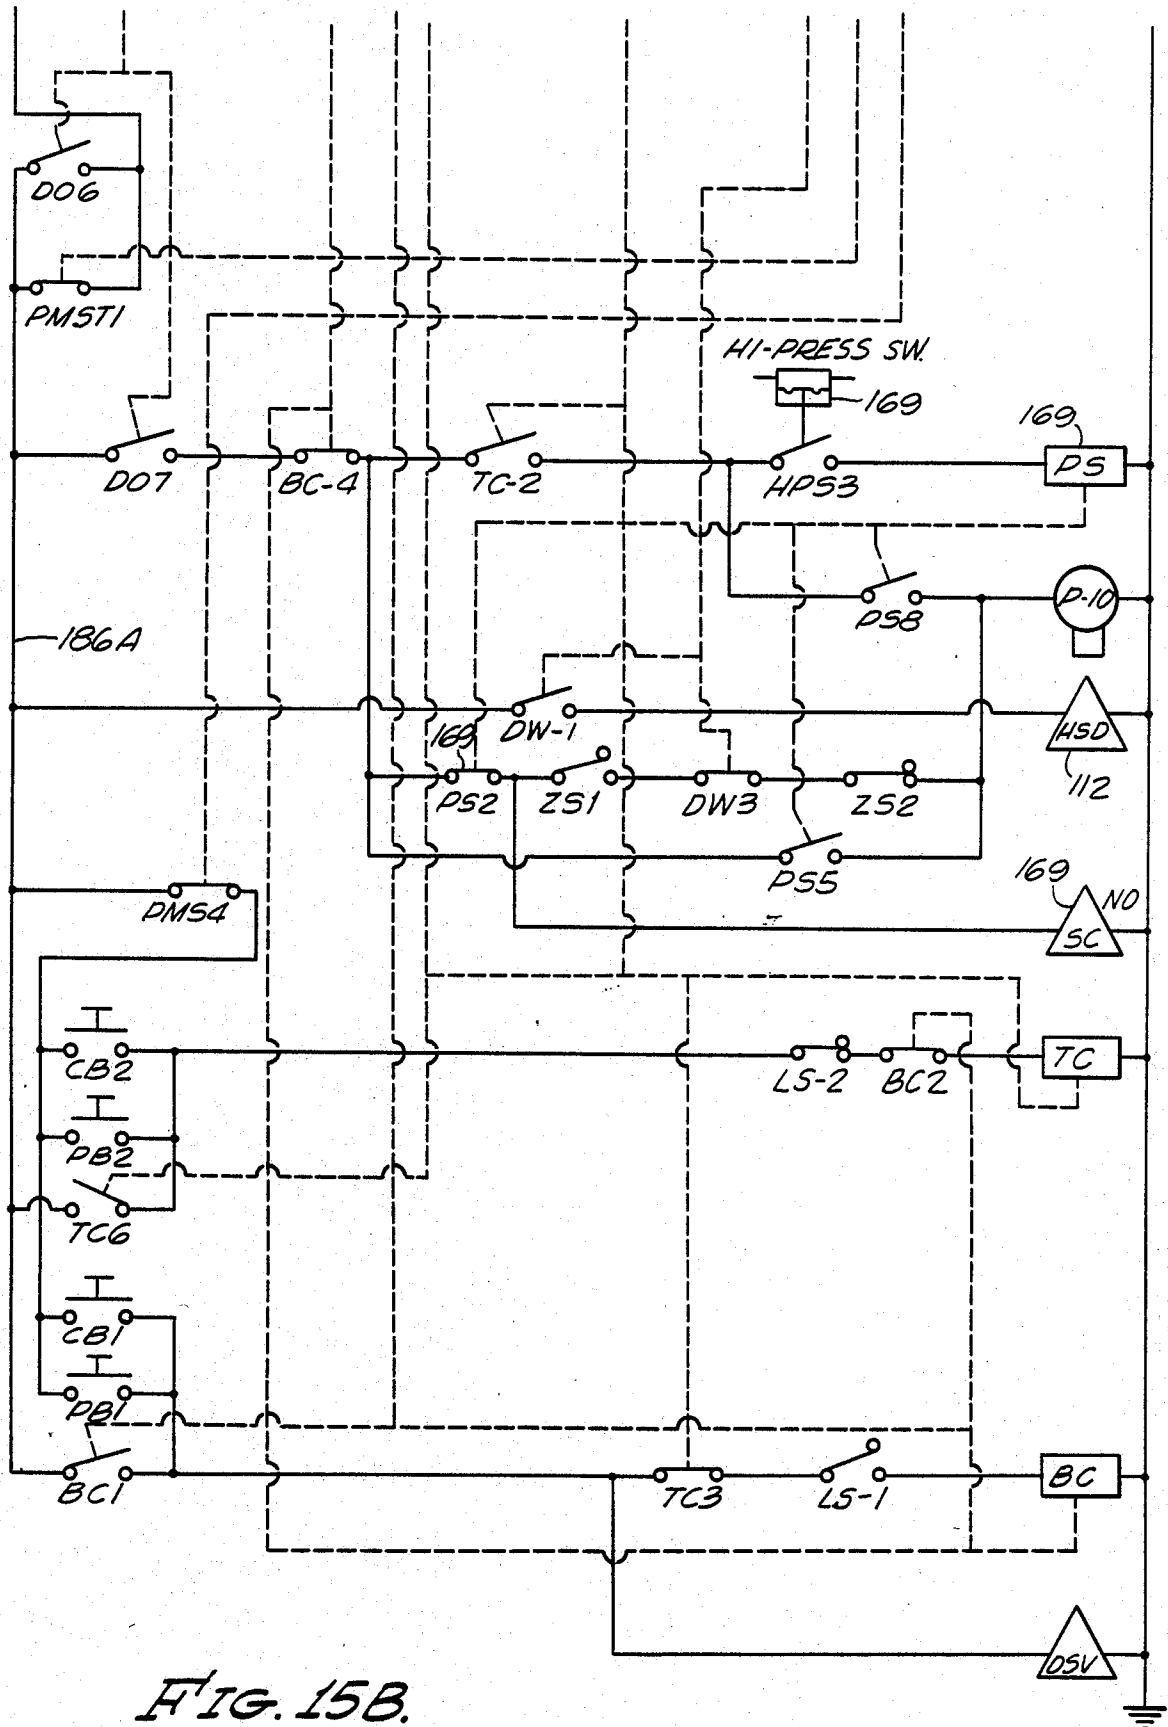 DO6
PMST1
HI-PRESS SW.
169
169
DO7
BC-4
TC-2
HPS3
PS
PS8
P-10
186A
DW-1
HSD
169
PS2
ZS1
DW3
ZS2
112
PS5
169
NO
PMS4
SC
CB2
LS-2
BC2
TC
PB2
TC6
CB1
PB1
BC1
TC3
LS-1
BC
DSV
FIG. 15B.